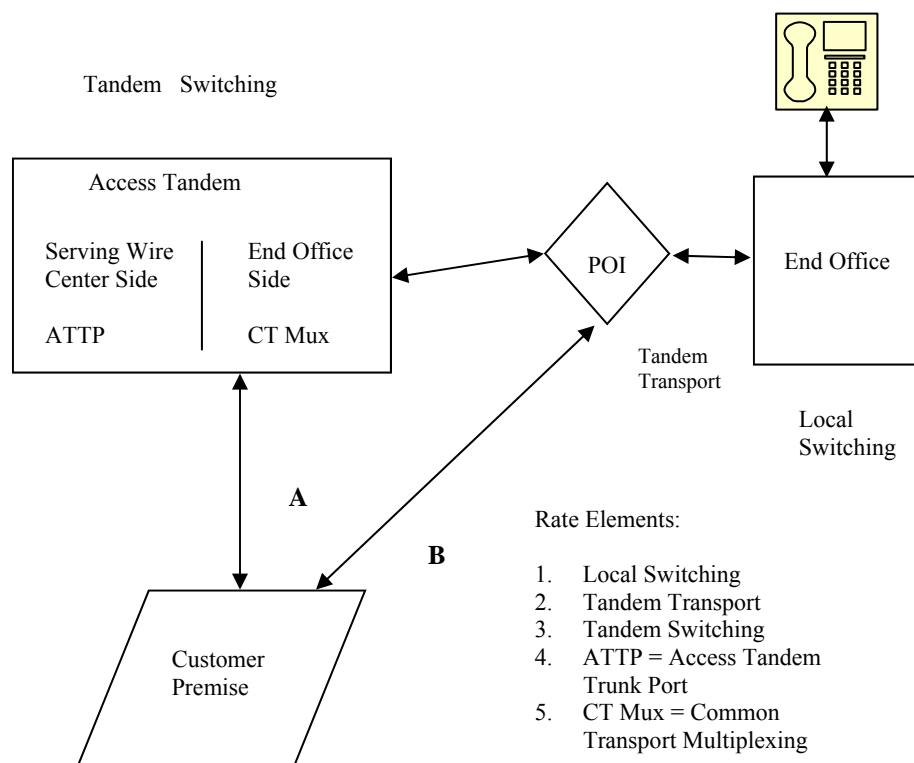 Tandem Switching
Access Tandem
Serving Wire
Center Side
End Office
Side
ATTP
CT Mux
POI
End Office
Tandem
Transport
Local
Switching
A
B
Customer
Premise
Rate Elements:
1. Local Switching
2. Tandem Transport
3. Tandem Switching
4. ATTP = Access Tandem
Trunk Port
5. CT Mux = Common
Transport Multiplexing